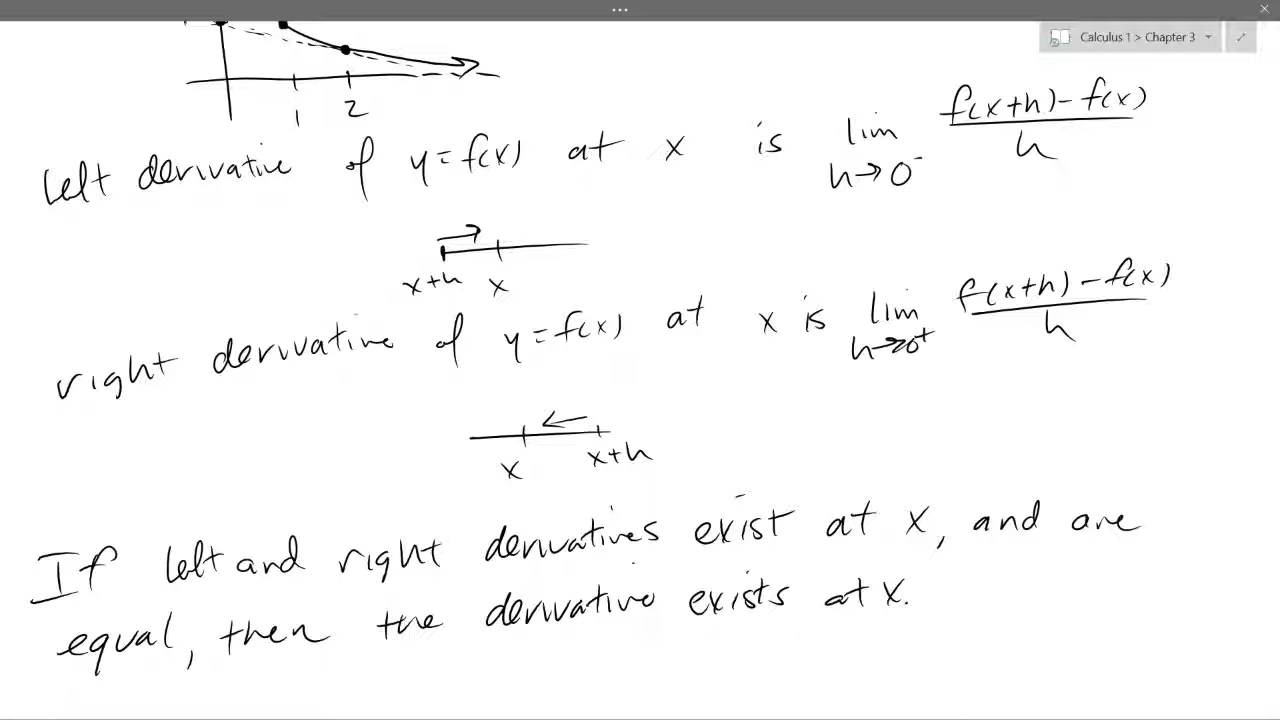 Calculus 1 > Chapter 3
1 2
left derivative of y = f(x) at x is lim h→0⁻ (f(x+h) - f(x))/h
x+h x
right derivative of y = f(x) at x is lim h→0⁺ (f(x+h) - f(x))/h
x x+h
If left and right derivatives exist at x, and are
equal, then the derivative exists at x.